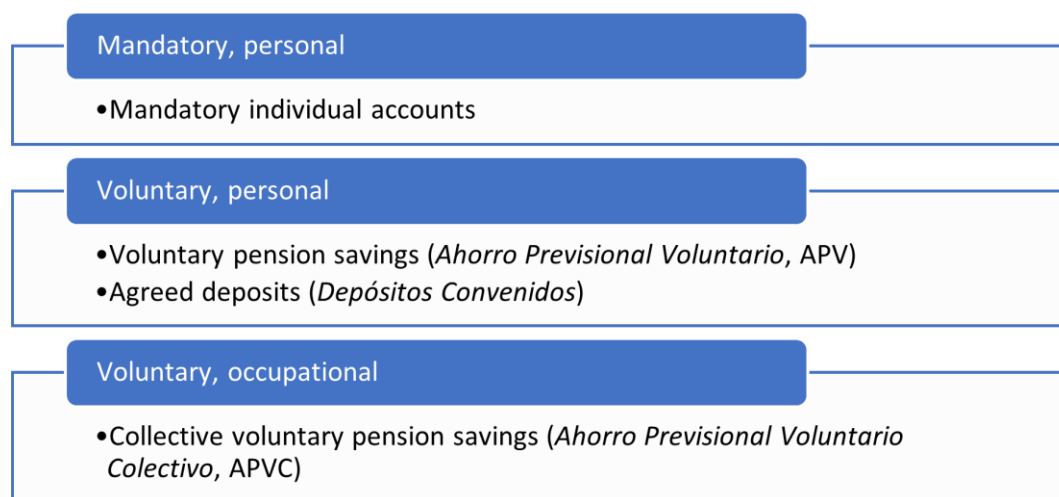 Mandatory, personal
•Mandatory individual accounts
Voluntary, personal
•Voluntary pension savings (Ahorro Previsional Voluntario, APV)
•Agreed deposits (Depósitos Convenidos)
Voluntary, occupational
•Collective voluntary pension savings (Ahorro Previsional Voluntario
Colectivo, APVC)